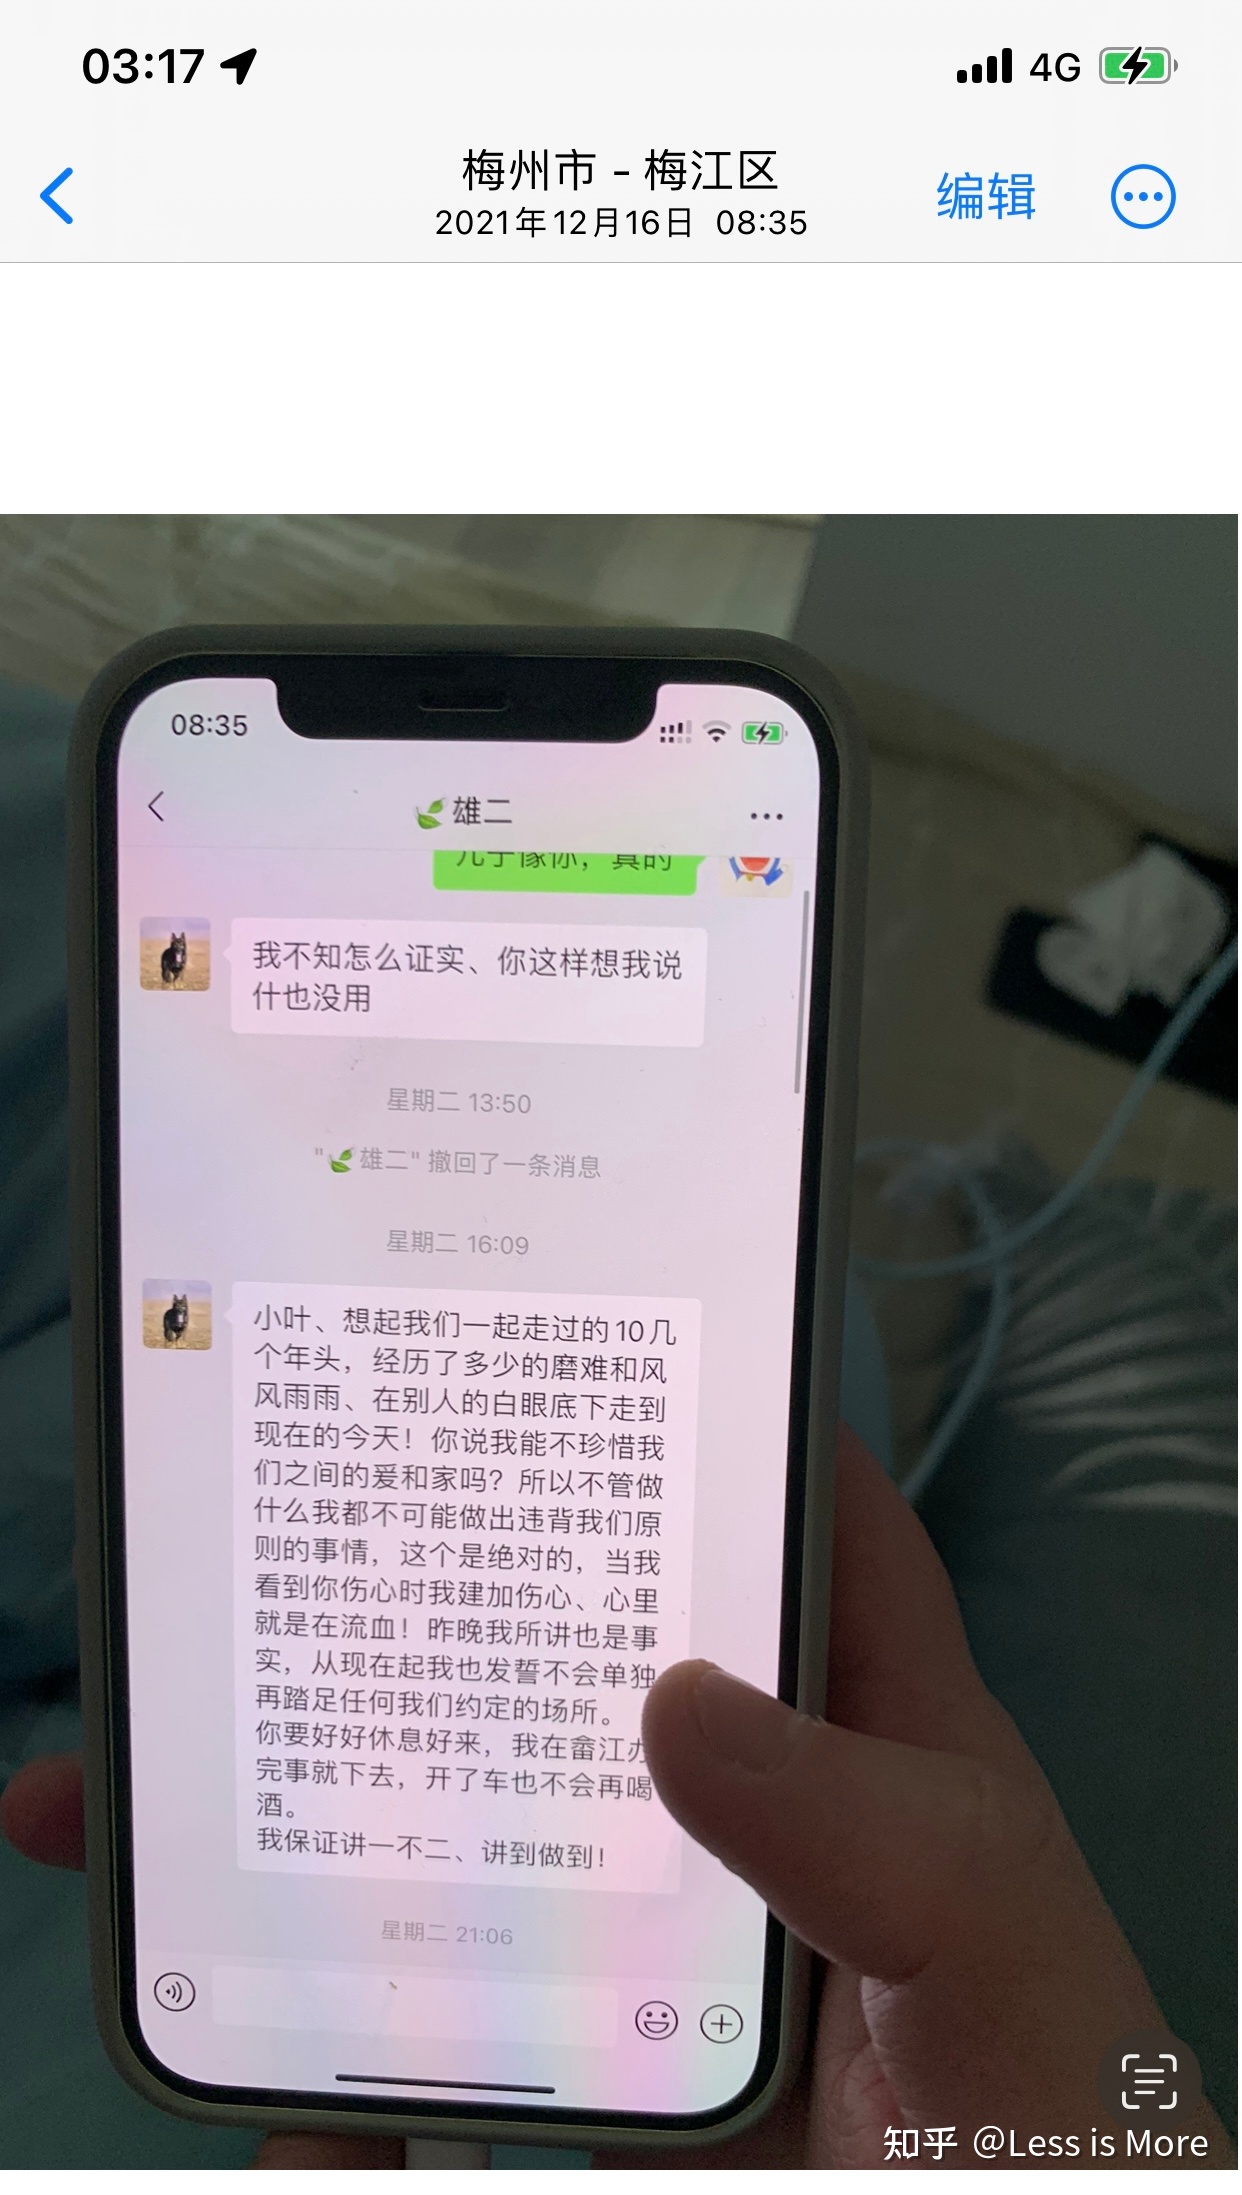 03:17
4G
梅州市 - 梅江区
2021年12月16日 08:35
编辑
08:35
雄二
儿子像你，真的
我不知怎么证实、你这样想我说
什也没用
星期二 13:50
"雄二" 撤回了一条消息
星期二 16:09
小叶、想起我们一起走过的10几
个年头，经历了多少的磨难和风
风雨雨、在别人的白眼底下走到
现在的今天！你说我能不珍惜我
们之间的爱和家吗？所以不管做
什么我都不可能做出违背我们原
则的事情，这个是绝对的，当我
看到你伤心时我建加伤心、心里
就是在流血！昨晚我所讲也是事
实，从现在起我也发誓不会单独
再踏足任何我们约定的场所。
你要好好休息好来，我在畲江办
完事就下去，开了车也不会再喝
酒。
我保证讲一不二、讲到做到！
星期二 21:06
知乎 @Less is More